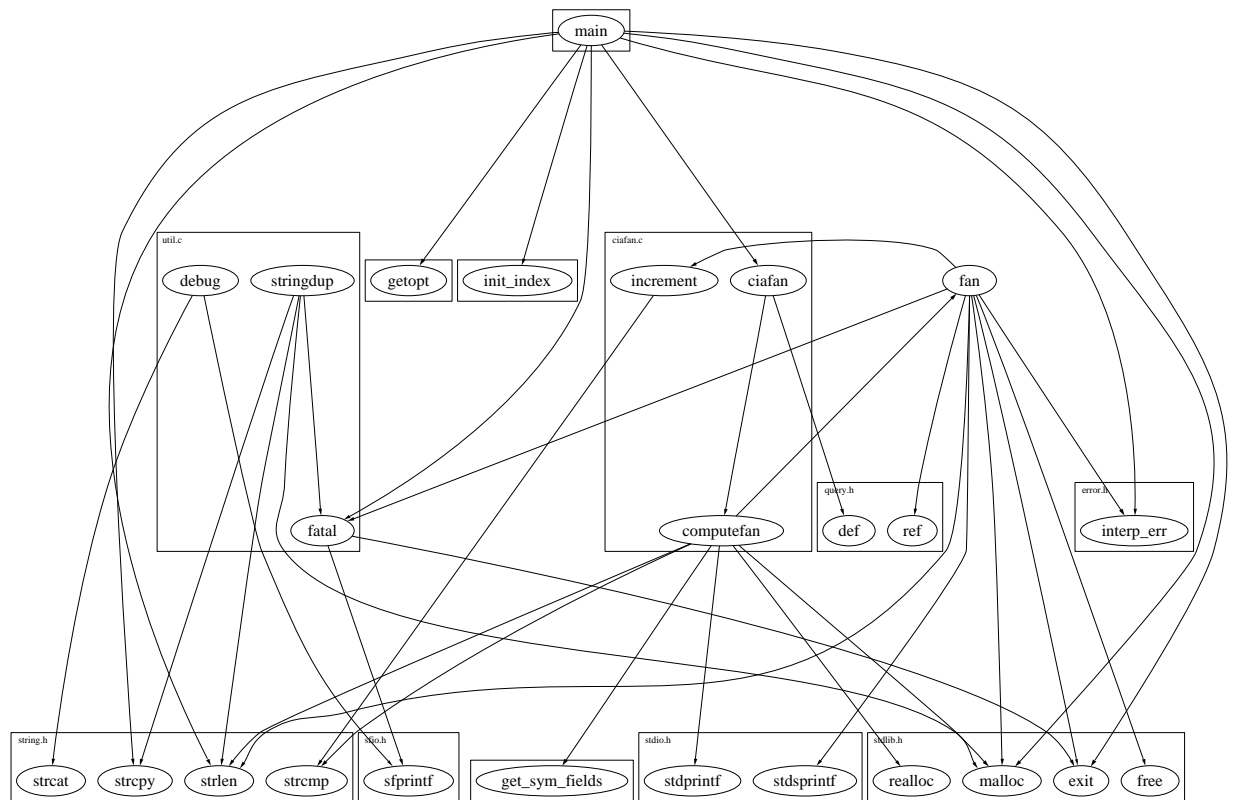 main
util.c
ciafan.c
debug
stringdup
getopt
init_index
increment
ciafan
fan
query.h
error.h
fatal
computefan
def
ref
interp_err
string.h
sfio.h
stdio.h
stdlib.h
strcat
strcpy
strlen
strcmp
sfprintf
get_sym_fields
stdprintf
stdsprintf
realloc
malloc
exit
free